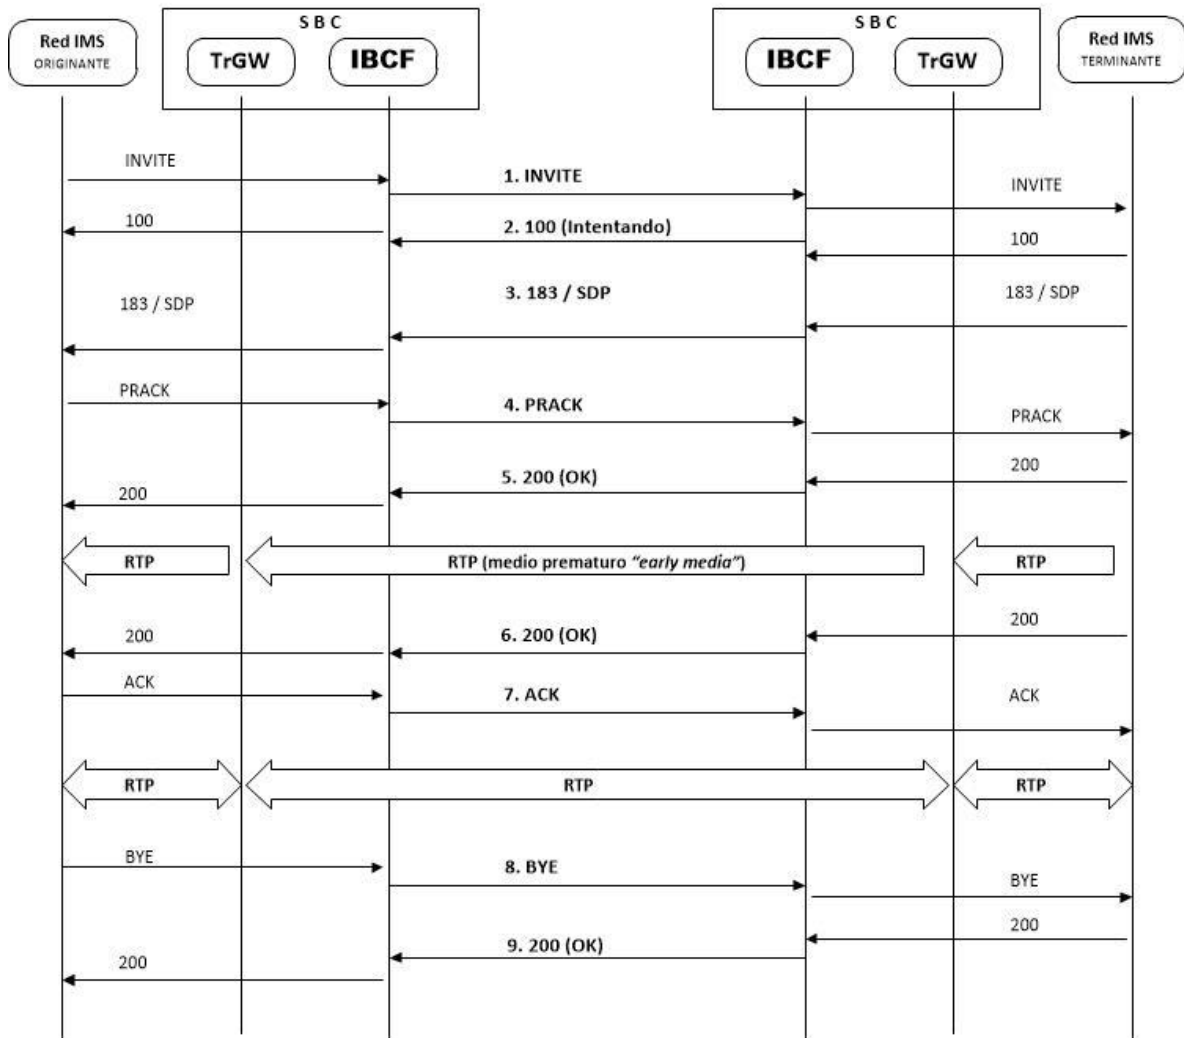 S B C
S B C
Red IMS
ORIGINANTE
TrGW
IBCF
IBCF
TrGW
Red IMS
TERMINANTE
INVITE
1. INVITE
INVITE
100
2. 100 (Intentando)
100
183 / SDP
3. 183 / SDP
183 / SDP
PRACK
4. PRACK
PRACK
200
5. 200 (OK)
200
RTP
RTP (medio prematuro “early media”)
RTP
200
6. 200 (OK)
200
ACK
7. ACK
ACK
RTP
RTP
RTP
BYE
8. BYE
BYE
200
9. 200 (OK)
200